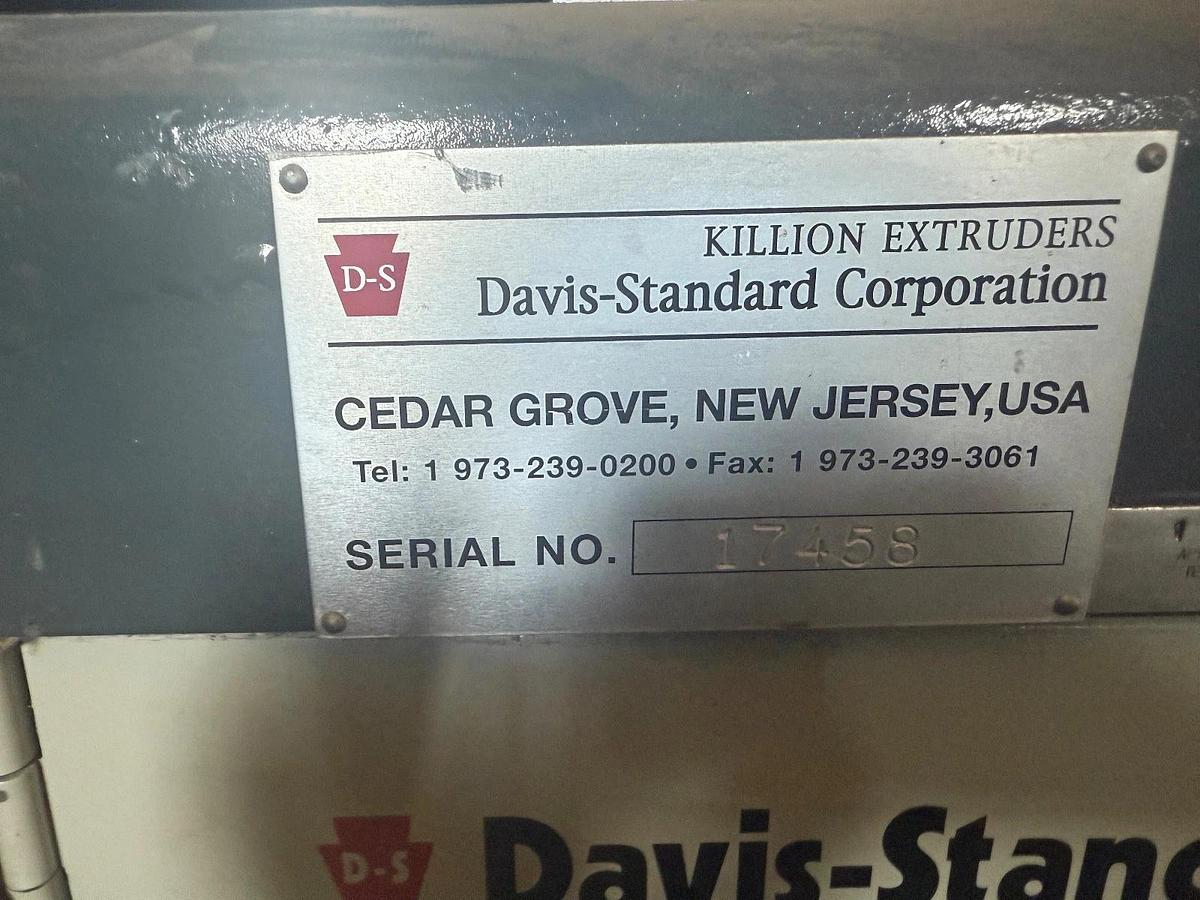 KILLION EXTRUDERS
D-S
Davis-Standard Corporation
CEDAR GROVE, NEW JERSEY,USA
Tel: 1 973-239-0200 • Fax: 1 973-239-3061
SERIAL NO. 17458
D-S Davis-Stand